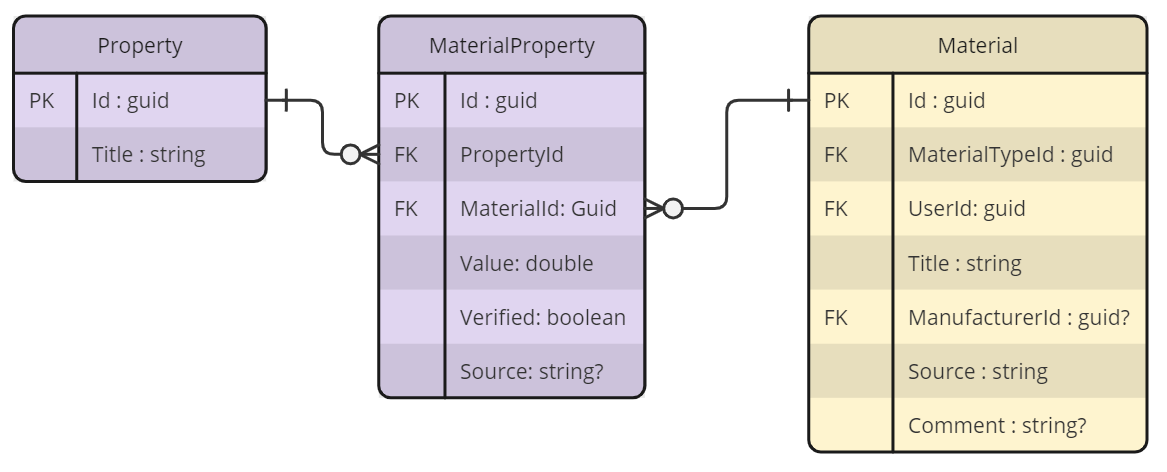 Property
PK Id : guid
Title : string
MaterialProperty
PK Id : guid
FK PropertyId
FK MaterialId: Guid
Value: double
Verified: boolean
Source: string?
Material
PK Id : guid
FK MaterialTypeId : guid
FK UserId: guid
Title : string
FK ManufacturerId : guid?
Source : string
Comment : string?